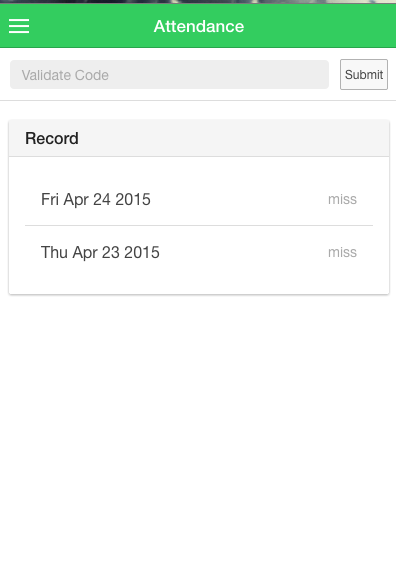 Attendance
Validate Code Submit
Record
Fri Apr 24 2015 miss
Thu Apr 23 2015 miss